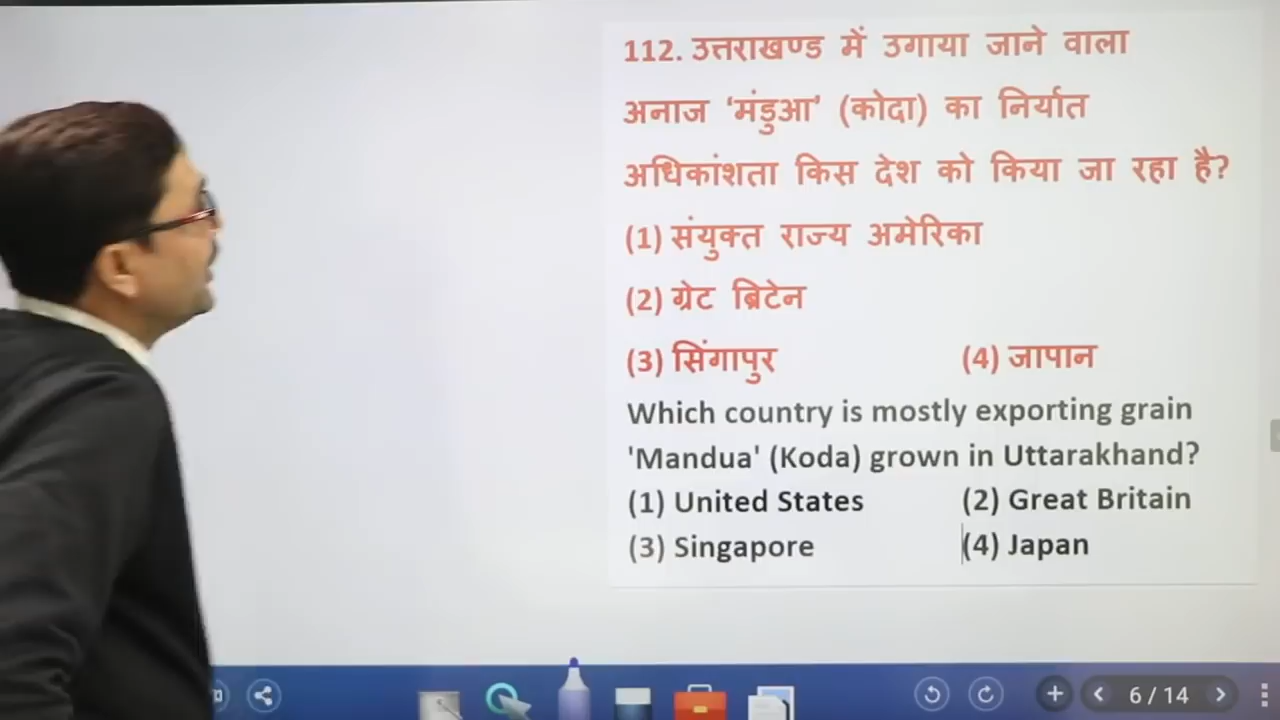 112. उत्तराखण्ड में उगाया जाने वाला
अनाज 'मंडुआ' (कोदा) का निर्यात
अधिकांशता किस देश को किया जा रहा है?
(1) संयुक्त राज्य अमेरिका
(2) ग्रेट ब्रिटेन
(3) सिंगापुर (4) जापान
Which country is mostly exporting grain
'Mandua' (Koda) grown in Uttarakhand?
(1) United States (2) Great Britain
(3) Singapore (4) Japan
6 / 14